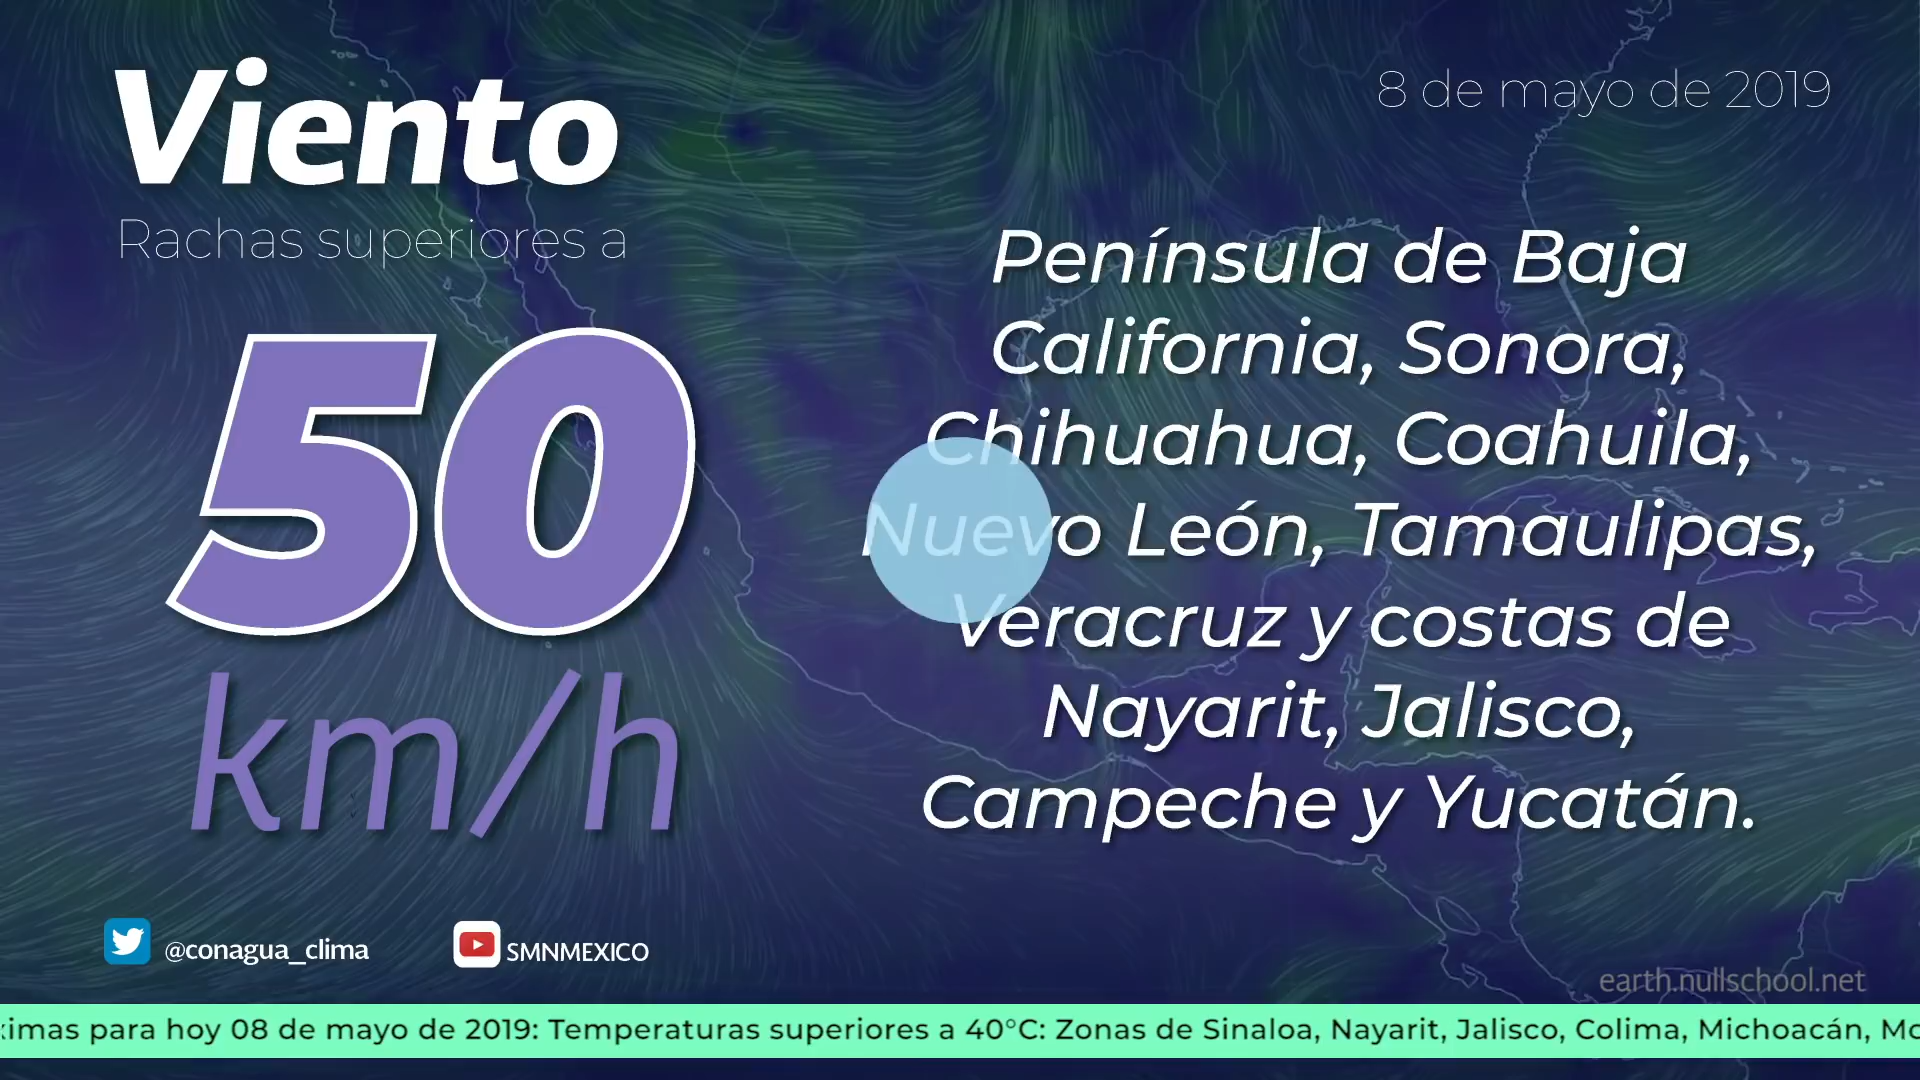 Viento
8 de mayo de 2019
Rachas superiores a
50
km/h
Península de Baja
California, Sonora,
Chihuahua, Coahuila,
Nuevo León, Tamaulipas,
Veracruz y costas de
Nayarit, Jalisco,
Campeche y Yucatán.
@conagua_clima
SMNMEXICO
earth.nullschool.net
para hoy 08 de mayo de 2019: Temperaturas superiores a 40°C: Zonas de Sinaloa, Nayarit, Jalisco, Colima, Michoacán,